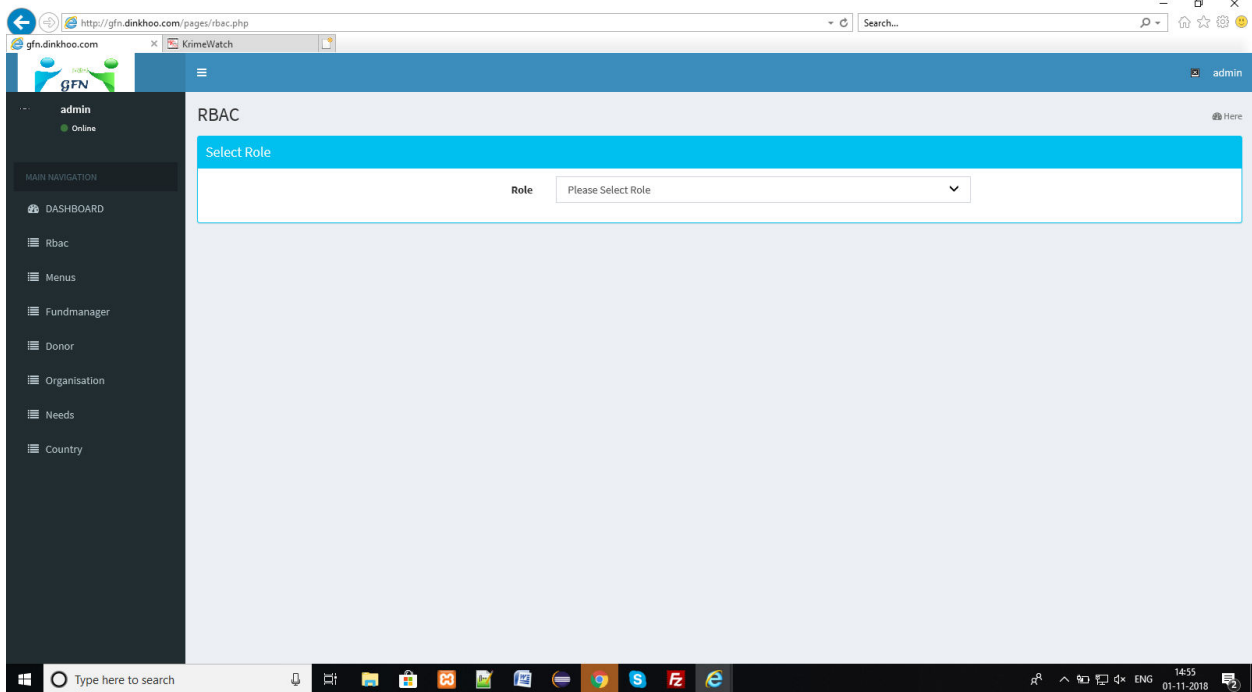 http://gfn.dinkhoo.com/pages/rbac.php
Search...
gfn.dinkhoo.com
KrimeWatch
GFN
admin
admin
Online
RBAC
Here
Select Role
MAIN NAVIGATION
Role
Please Select Role
DASHBOARD
Rbac
Menus
Fundmanager
Donor
Organisation
Needs
Country
Type here to search
ENG
14:55
01-11-2018
2